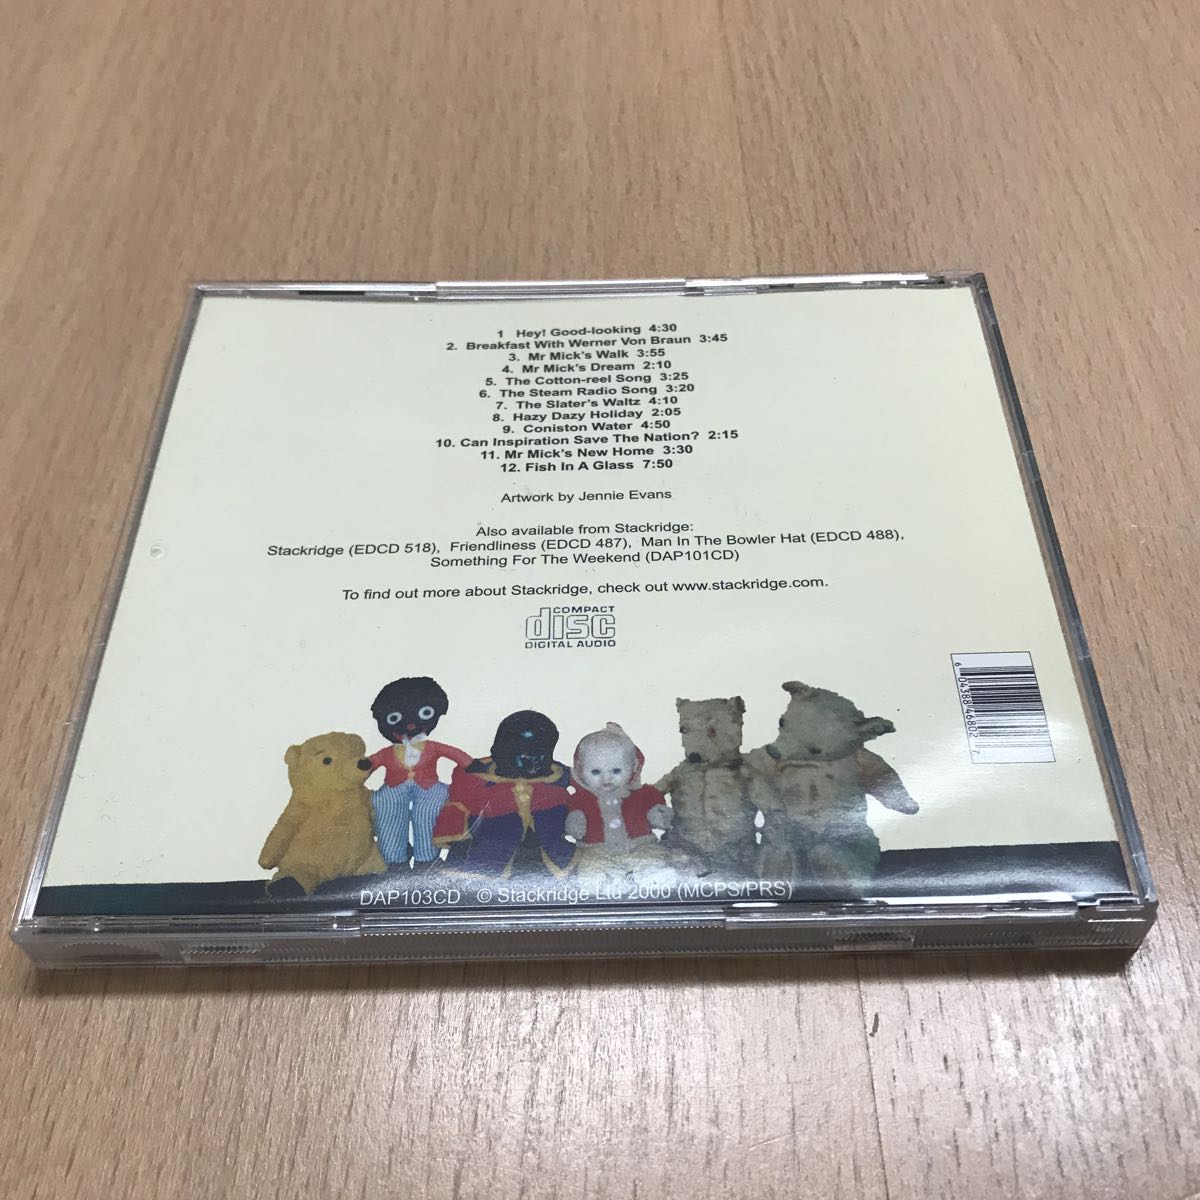 1 Hey! Good-looking 4:30
2. Breakfast With Werner Von Braun 3:45
3. Mr Mick's Walk 3:55
4. Mr Mick's Dream 2:10
5. The Cotton-reel Song 3:25
6. The Steam Radio Song 3:20
7. The Slater's Waltz 4:10
8. Hazy Dazy Holiday 2:05
9. Coniston Water 4:50
10. Can Inspiration Save The Nation? 2:15
11. Mr Mick's New Home 3:30
12. Fish In A Glass 7:50
Artwork by Jennie Evans
Also available from Stackridge:
Stackridge (EDCD 518), Friendliness (EDCD 487), Man In The Bowler Hat (EDCD 488),
Something For The Weekend (DAP101CD)
To find out more about Stackridge, check out www.stackridge.com.
COMPACT
disc
DIGITAL AUDIO
6 04388 46802 7
DAP103CD © Stackridge Ltd 2000 (MCPS/PRS)